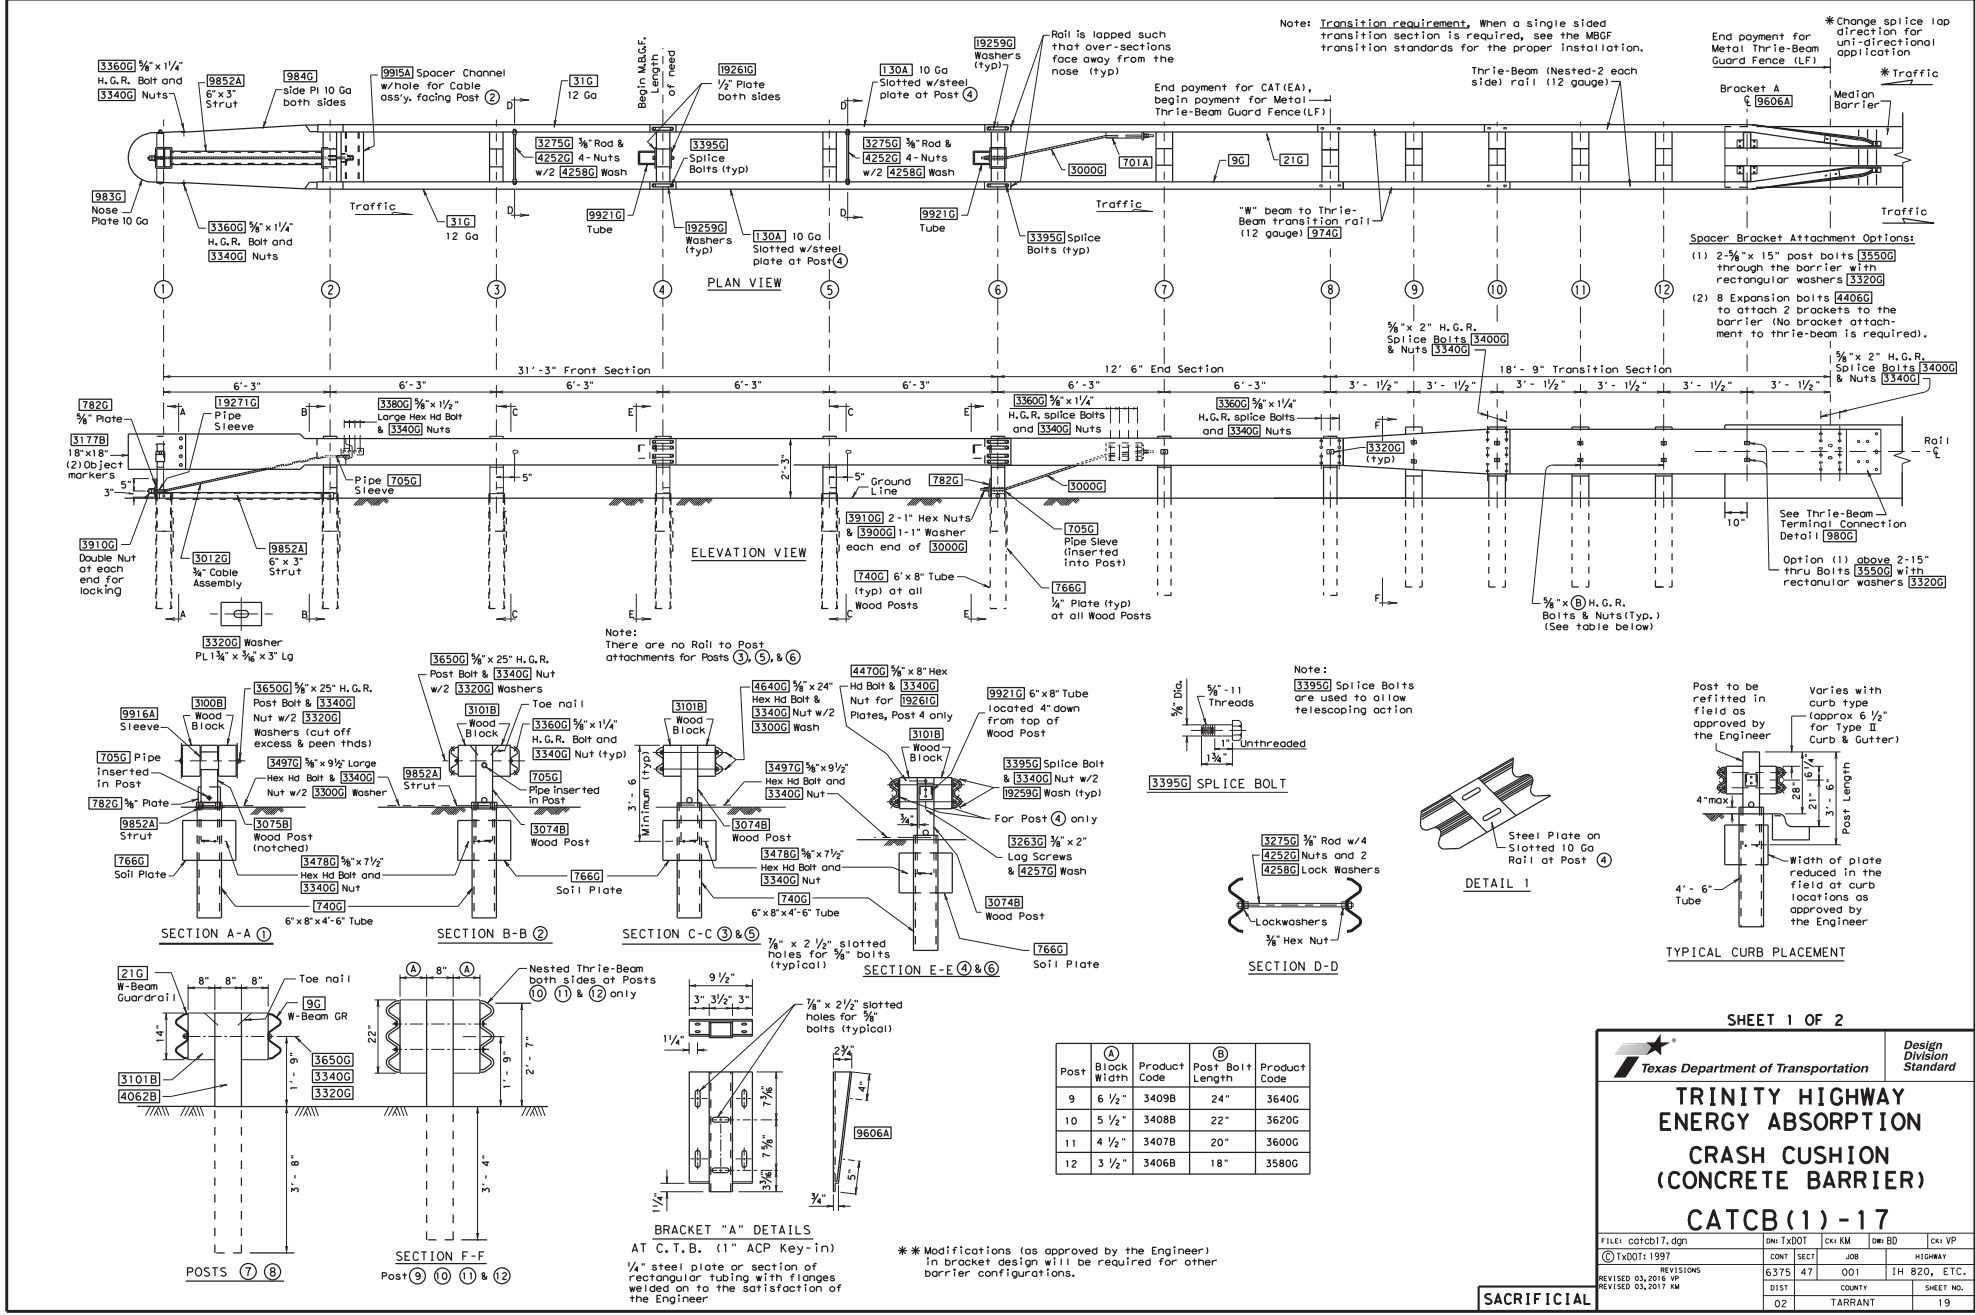 Note: Transition requirement, When a single sided
transition section is required, see the MBGF
transition standards for the proper installation.
* Change splice lap
direction for
uni-directional
application
End payment for
Metal Thrie-Beam
Guard Fence (LF)
* Traffic
Thrie-Beam (Nested-2 each
side) rail (12 gauge)
Bracket A
9606A
Median
Barrier
3360G 5/8" x 1 1/4"
H.G.R. Bolt and
3340G Nuts
9852A
6"x 3"
Strut
984G
side Pl 10 Ga
both sides
9915A Spacer Channel
w/hole for Cable
ass'y. facing Post 2
31G
12 Ga
Begin M.B.G.F.
Length
of need
19261G
1/2" Plate
both sides
130A 10 Ga
Slotted w/steel
plate at Post 4
19259G
Washers
(typ)
Rail is lapped such
that over-sections
face away from the
nose (typ)
End payment for CAT(EA),
begin payment for Metal
Thrie-Beam Guard Fence(LF)
D
D
3275G 3/8" Rod &
4252G 4-Nuts
w/2 4258G Wash
3395G
Splice
Bolts (typ)
3275G 3/8" Rod &
4252G 4-Nuts
w/2 4258G Wash
3000G
701A
9G
21G
983G
Nose
Plate 10 Ga
3360G 5/8" x 1 1/4"
H.G.R. Bolt and
3340G Nuts
Traffic
31G
12 Ga
D
D
9921G
Tube
19259G
Washers
(typ)
130A 10 Ga
Slotted w/steel
plate at Post 4
9921G
Tube
3395G Splice
Bolts (typ)
Traffic
"W" beam to Thrie-
Beam transition rail
(12 gauge) 974G
Traffic
PLAN VIEW
1 2 3 4 5 6 7 8 9 10 11 12
Spacer Bracket Attachment Options:
(1) 2-5/8"x 15" post bolts 3550G
through the barrier with
rectangular washers 3320G
(2) 8 Expansion bolts 4406G
to attach 2 brackets to the
barrier (No bracket attach-
ment to thrie-beam is required).
5/8"x 2" H.G.R.
Splice Bolts 3400G
& Nuts 3340G
5/8"x 2" H.G.R.
Splice Bolts 3400G
& Nuts 3340G
31'-3" Front Section
12' 6" End Section
18'- 9" Transition Section
6'-3" 6'-3" 6'-3" 6'-3" 6'-3" 6'-3" 6'-3" 3'- 1 1/2" 3'- 1 1/2" 3'- 1 1/2" 3'- 1 1/2" 3'- 1 1/2" 3'- 1 1/2"
782G
5/8" Plate
3177B
18"x18"
(2)Object
markers
A
19271G
Pipe
Sleeve
B
3380G 5/8" x 1 1/2"
Large Hex Hd Bolt
& 3340G Nuts
C
E
C
E
3360G 5/8" x 1 1/4"
H.G.R. splice Bolts
and 3340G Nuts
3360G 5/8" x 1 1/4"
H.G.R. splice Bolts
and 3340G Nuts
F
3320G
(typ)
Rail
5"
3"
Pipe 705G
Sleeve
5"
2'-3"
5"
Ground
Line
782G
3000G
10"
3910G
Double Nut
at each
end for
locking
3012G
3/4" Cable
Assembly
9852A
6" x 3"
Strut
ELEVATION VIEW
3910G 2-1" Hex Nuts
& 3900G 1-1" Washer
each end of 3000G
705G
Pipe Sleve
(inserted
into Post)
740G 6'x 8" Tube
(typ) at all
Wood Posts
766G
1/4" Plate (typ)
at all Wood Posts
See Thrie-Beam
Terminal Connection
Detail 980G
Option (1) above 2-15"
thru Bolts 3550G with
rectanular washers 3320G
5/8"x B H.G.R.
Bolts & Nuts(Typ.)
(See table below)
A
B
C
E
C
E
F
3320G Washer
PL 1 3/4" x 3/16" x 3" Lg
Note:
There are no Rail to Post
attachments for Posts 3, 5, & 6
9916A
Sleeve
3100B
Wood
Block
3650G 5/8" x 25" H.G.R.
Post Bolt & 3340G
Nut w/2 3320G
Washers (cut off
excess & peen thds)
705G Pipe
inserted
in Post
3497G 5/8" x 9 1/2" Large
Hex Hd Bolt & 3340G
Nut w/2 3300G Washer
782G 5/8" Plate
9852A
Strut
3075B
Wood Post
(notched)
766G
Soil Plate
3478G 5/8" x 7 1/2"
Hex Hd Bolt and
3340G Nut
740G
6"x 8"x 4'-6" Tube
SECTION A-A 1
3650G 5/8" x 25" H.G.R.
Post Bolt & 3340G Nut
w/2 3320G Washers
3101B
Wood
Block
Toe nail
3360G 5/8" x 1 1/4"
H.G.R. Bolt and
3340G Nut (typ)
9852A
Strut
705G
Pipe inserted
in Post
3074B
Wood Post
766G
Soil Plate
SECTION B-B 2
3101B
Wood
Block
4640G 5/8" x 24"
Hex Hd Bolt &
3340G Nut w/2
3300G Wash
3'- 6
Minimum (typ)
3497G 5/8" x 9 1/2"
Hex Hd Bolt and
3340G Nut
3074B
Wood Post
3478G 5/8" x 7 1/2"
Hex Hd Bolt and
3340G Nut
740G
6"x 8"x 4'-6" Tube
SECTION C-C 3 & 5
4470G 5/8" x 8" Hex
Hd Bolt & 3340G
Nut for 19261G
Plates, Post 4 only
9921G 6"x 8" Tube
located 4" down
from top of
Wood Post
3101B
Wood
Block
3395G Splice Bolt
& 3340G Nut w/2
19259G Wash (typ)
For Post 4 only
3/4"
3263G 3/8" x 2"
Lag Screws
& 4257G Wash
3074B
Wood Post
766G
Soil Plate
SECTION E-E 4 & 6
5/8" Dia.
5/8"-11
Threads
1"
Unthreaded
1 3/4"
3395G SPLICE BOLT
Note:
3395G Splice Bolts
are used to allow
telescoping action
3275G 3/8" Rod w/4
4252G Nuts and 2
4258G Lock Washers
Lockwashers
3/8" Hex Nut
SECTION D-D
Steel Plate on
Slotted 10 Ga
Rail at Post 4
DETAIL 1
Post to be
refitted in
field as
approved by
the Engineer
Varies with
curb type
(approx 6 1/2"
for Type II
Curb & Gutter)
4"max
28"
6 1/4"
21"
3'- 6"
Post Length
Width of plate
reduced in the
field at curb
locations as
approved by
the Engineer
4'- 6"
Tube
TYPICAL CURB PLACEMENT
21G
W-Beam
Guardrail
8" 8" 8"
Toe nail
9G
W-Beam GR
14"
1'- 9"
3650G
3340G
3320G
3101B
4062B
3'- 8"
POSTS 7 8
A 8" A
Nested Thrie-Beam
both sides at Posts
10 11 & 12 only
22"
1'- 9"
2'- 7"
3'- 4"
SECTION F-F
Post 9 10 11 & 12
7/8" x 2 1/2" slotted
holes for 5/8" bolts
(typical)
9 1/2"
3" 3 1/2" 3"
1 1/4"
7/8" x 2 1/2" slotted
holes for 5/8"
bolts (typical)
2 3/4"
4"
7 3/16"
7 5/8"
3 3/16"
9606A
5"
3/4"
1 1/4"
BRACKET "A" DETAILS
AT C.T.B. (1" ACP Key-in)
1/4" steel plate or section of
rectangular tubing with flanges
welded on to the satisfaction of
the Engineer
Post A Block Width Product Code B Post Bolt Length Product Code
9 6 1/2" 3409B 24" 3640G
10 5 1/2" 3408B 22" 3620G
11 4 1/2" 3407B 20" 3600G
12 3 1/2" 3406B 18" 3580G
* * Modifications (as approved by the Engineer)
in bracket design will be required for other
barrier configurations.
SHEET 1 OF 2
Texas Department of Transportation
Design
Division
Standard
TRINITY HIGHWAY
ENERGY ABSORPTION
CRASH CUSHION
(CONCRETE BARRIER)
CATCB(1)-17
FILE: catcb17.dgn DN: TxDOT CK: KM DW: BD CK: VP
© TxDOT: 1997 CONT SECT JOB HIGHWAY
REVISIONS
REVISED 03,2016 VP
REVISED 03,2017 KM
6375 47 001 IH 820, ETC.
DIST COUNTY SHEET NO.
02 TARRANT 19
SACRIFICIAL